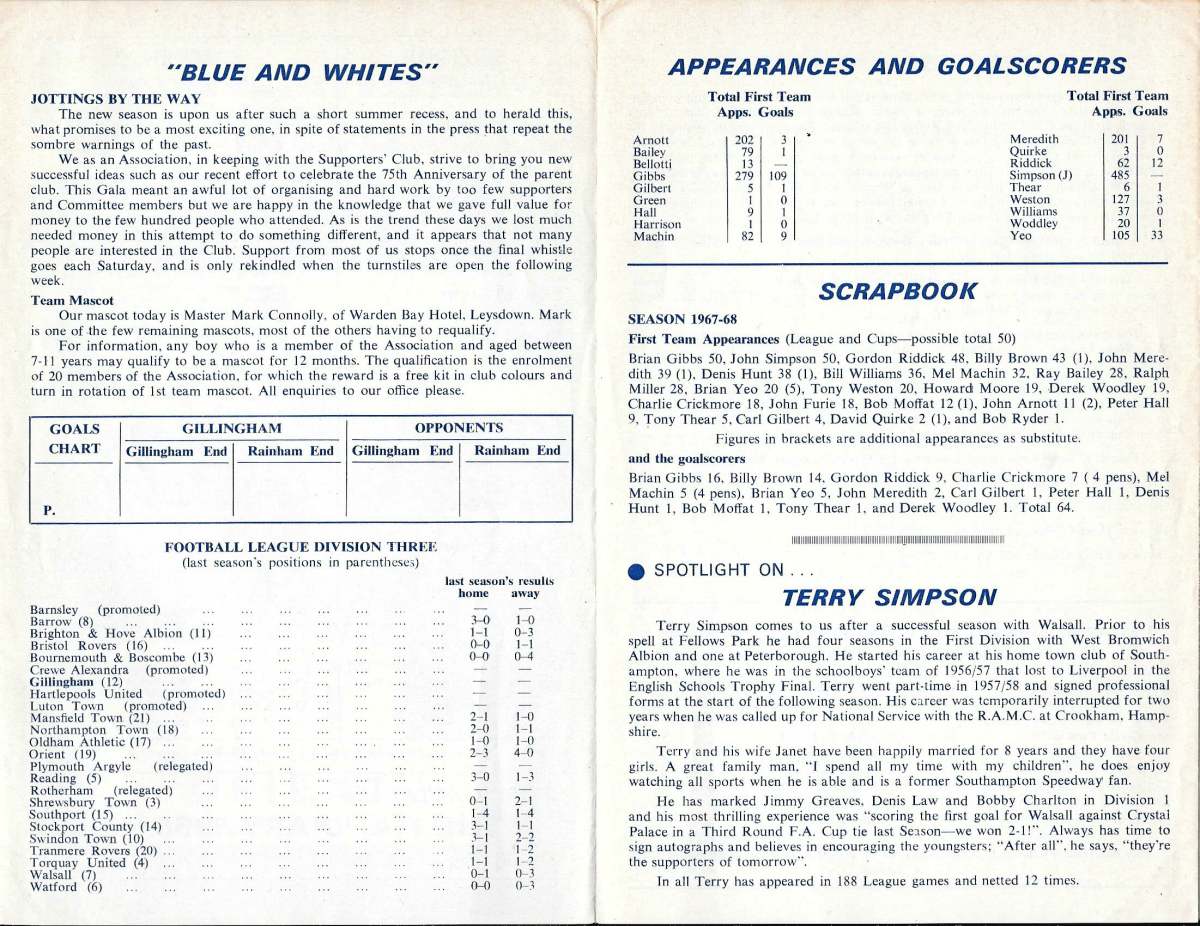 "BLUE AND WHITES"
JOTTINGS BY THE WAY
The new season is upon us after such a short summer recess, and to herald this,
what promises to be a most exciting one, in spite of statements in the press that repeat the
sombre warnings of the past.
We as an Association, in keeping with the Supporters' Club, strive to bring you new
successful ideas such as our recent effort to celebrate the 75th Anniversary of the parent
club. This Gala meant an awful lot of organising and hard work by too few supporters
and Committee members but we are happy in the knowledge that we gave full value for
money to the few hundred people who attended. As is the trend these days we lost much
needed money in this attempt to do something different, and it appears that not many
people are interested in the Club. Support from most of us stops once the final whistle
goes each Saturday, and is only rekindled when the turnstiles are open the following
week.
Team Mascot
Our mascot today is Master Mark Connolly, of Warden Bay Hotel, Leysdown. Mark
is one of the few remaining mascots, most of the others having to requalify.
For information, any boy who is a member of the Association and aged between
7-11 years may qualify to be a mascot for 12 months. The qualification is the enrolment
of 20 members of the Association, for which the reward is a free kit in club colours and
turn in rotation of 1st team mascot. All enquiries to our office please.
GOALS CHART GILLINGHAM OPPONENTS
Gillingham End Rainham End Gillingham End Rainham End
P.
FOOTBALL LEAGUE DIVISION THREE
(last season's positions in parentheses)
last season's results
home away
Barnsley (promoted) ... ... ... ... ... ... ... — —
Barrow (8) ... ... ... ... ... ... ... ... ... 3–0 1–0
Brighton & Hove Albion (11) ... ... ... ... ... ... 1–1 0–3
Bristol Rovers (16) ... ... ... ... ... ... ... ... 0–0 1–1
Bournemouth & Boscombe (13) ... ... ... ... ... ... 0–0 0–4
Crewe Alexandra (promoted) ... ... ... ... ... ... — —
Gillingham (12) ... ... ... ... ... ... ... ... — —
Hartlepools United (promoted) ... ... ... ... ... ... — —
Luton Town (promoted) ... ... ... ... ... ... ... — —
Mansfield Town (21) ... ... ... ... ... ... ... ... 2–1 1–0
Northampton Town (18) ... ... ... ... ... ... ... 2–0 1–1
Oldham Athletic (17) ... ... ... ... ... ... ... ... 1–0 1–0
Orient (19) ... ... ... ... ... ... ... ... ... 2–3 4–0
Plymouth Argyle (relegated) ... ... ... ... ... ... — —
Reading (5) ... ... ... ... ... ... ... ... ... 3–0 1–3
Rotherham (relegated) ... ... ... ... ... ... ... — —
Shrewsbury Town (3) ... ... ... ... ... ... ... 0–1 2–1
Southport (15) ... ... ... ... ... ... ... ... 1–4 1–4
Stockport County (14) ... ... ... ... ... ... ... 3–1 1–1
Swindon Town (10) ... ... ... ... ... ... ... ... 3–1 2–2
Tranmere Rovers (20) ... ... ... ... ... ... ... ... 1–1 1–2
Torquay United (4) ... ... ... ... ... ... ... ... 1–1 1–2
Walsall (7) ... ... ... ... ... ... ... ... ... 0–1 0–3
Watford (6) ... ... ... ... ... ... ... ... ... 0–0 0–3
APPEARANCES AND GOALSCORERS
Total First Team
Apps. Goals
Arnott 202 3
Bailey 79 1
Bellotti 13 —
Gibbs 279 109
Gilbert 5 1
Green 1 0
Hall 9 1
Harrison 1 0
Machin 82 9
Total First Team
Apps. Goals
Meredith 201 7
Quirke 3 0
Riddick 62 12
Simpson (J) 485 —
Thear 6 1
Weston 127 3
Williams 37 0
Woddley 20 1
Yeo 105 33
SCRAPBOOK
SEASON 1967-68
First Team Appearances (League and Cups—possible total 50)
Brian Gibbs 50, John Simpson 50, Gordon Riddick 48, Billy Brown 43 (1), John Mere-
dith 39 (1), Denis Hunt 38 (1), Bill Williams 36, Mel Machin 32, Ray Bailey 28, Ralph
Miller 28, Brian Yeo 20 (5), Tony Weston 20, Howard Moore 19, Derek Woodley 19,
Charlie Crickmore 18, John Furie 18, Bob Moffat 12 (1), John Arnott 11 (2), Peter Hall
9, Tony Thear 5, Carl Gilbert 4, David Quirke 2 (1), and Bob Ryder 1.
Figures in brackets are additional appearances as substitute.
and the goalscorers
Brian Gibbs 16, Billy Brown 14, Gordon Riddick 9, Charlie Crickmore 7 ( 4 pens), Mel
Machin 5 (4 pens), Brian Yeo 5, John Meredith 2, Carl Gilbert 1, Peter Hall 1, Denis
Hunt 1, Bob Moffat 1, Tony Thear 1, and Derek Woodley 1. Total 64.
SPOTLIGHT ON . . .
TERRY SIMPSON
Terry Simpson comes to us after a successful season with Walsall. Prior to his
spell at Fellows Park he had four seasons in the First Division with West Bromwich
Albion and one at Peterborough. He started his career at his home town club of South-
ampton, where he was in the schoolboys' team of 1956/57 that lost to Liverpool in the
English Schools Trophy Final. Terry went part-time in 1957/58 and signed professional
forms at the start of the following season. His career was temporarily interrupted for two
years when he was called up for National Service with the R.A.M.C. at Crookham, Hamp-
shire.
Terry and his wife Janet have been happily married for 8 years and they have four
girls. A great family man, "I spend all my time with my children", he does enjoy
watching all sports when he is able and is a former Southampton Speedway fan.
He has marked Jimmy Greaves, Denis Law and Bobby Charlton in Division 1
and his most thrilling experience was "scoring the first goal for Walsall against Crystal
Palace in a Third Round F.A. Cup tie last Season—we won 2-1!". Always has time to
sign autographs and believes in encouraging the youngsters; "After all", he says, "they're
the supporters of tomorrow".
In all Terry has appeared in 188 League games and netted 12 times.